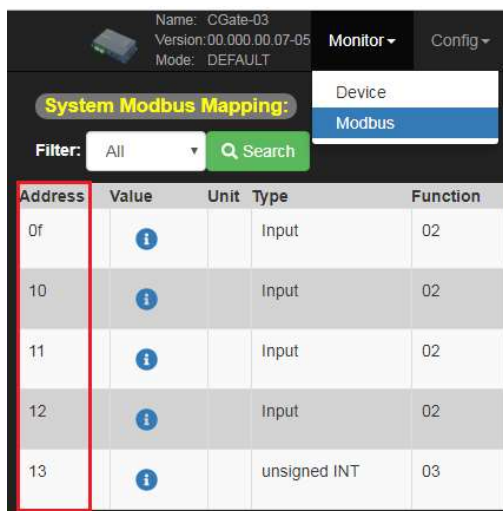 Name: CGate-03
Version:00.000.00.07-05
Mode: DEFAULT
Monitor
Config
Device
Modbus
System Modbus Mapping:
Filter: All Search
Address Value Unit Type Function
0f Input 02
10 Input 02
11 Input 02
12 Input 02
13 unsigned INT 03